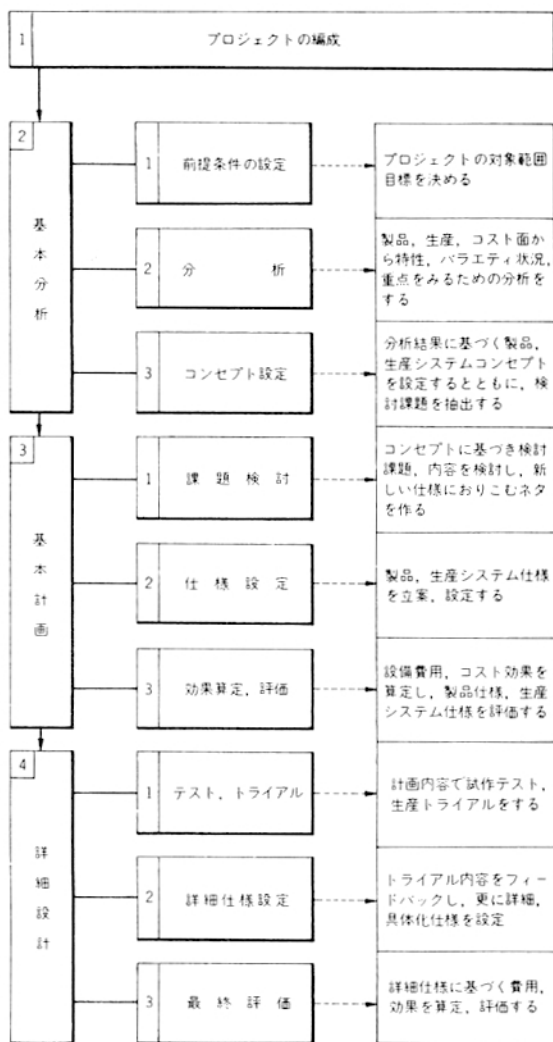 1 プロジェクトの編成
2 基本分析
1 前提条件の設定
プロジェクトの対象範囲
目標を決める
2 分析
製品，生産，コスト面か
ら特性，バラエティ状況，
重点をみるための分析を
する
3 コンセプト設定
分析結果に基づく製品，
生産システムコンセプト
を設定するとともに，検
討課題を抽出する
3 基本計画
1 課題検討
コンセプトに基づき検討
課題，内容を検討し，新
しい仕様におりこむネタ
を作る
2 仕様設定
製品，生産システム仕様
を立案，設定する
3 効果算定，評価
設備費用，コスト効果を
算定し，製品仕様，生産
システム仕様を評価する
4 詳細設計
1 テスト，トライアル
計画内容で試作テスト，
生産トライアルをする
2 詳細仕様設定
トライアル内容をフィー
ドバックし，更に詳細，
具体化仕様を設定
3 最終評価
詳細仕様に基づく費用，
効果を算定，評価する